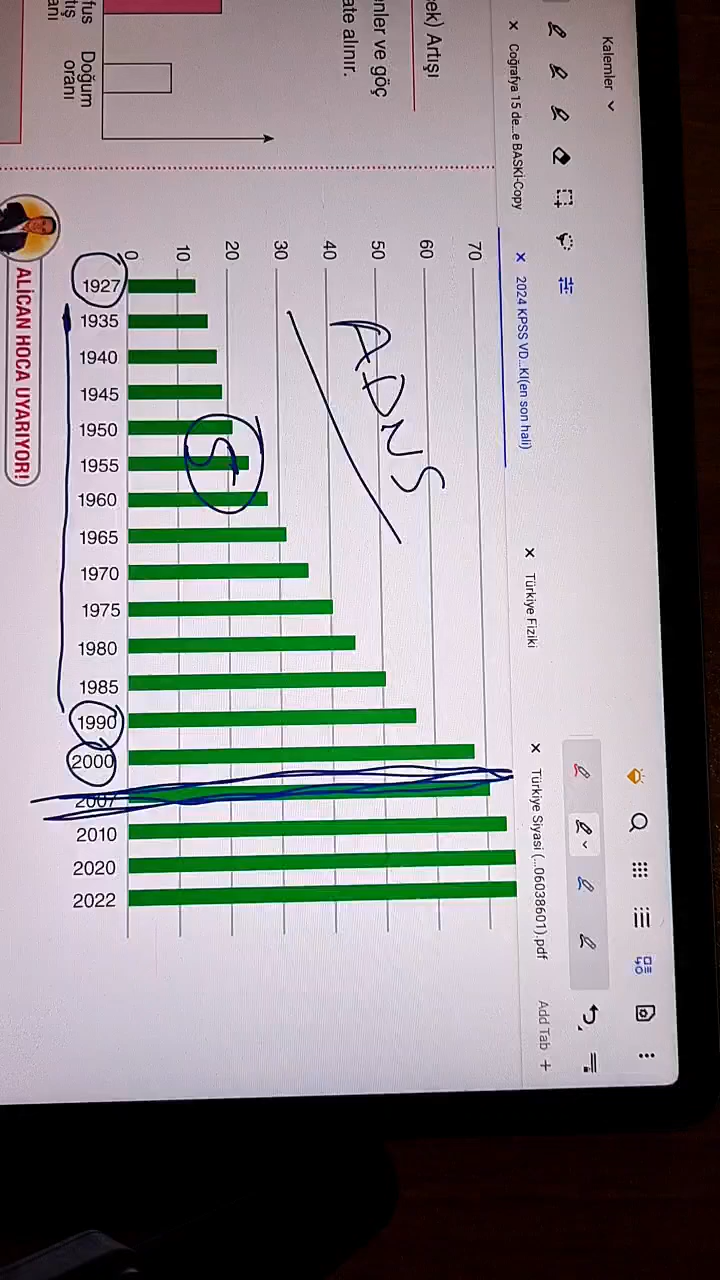 Kalemler
× Coğrafya 15 de...e BASKİ-Copy
× 2024 KPSS VD...Kİ(en son hali)
× Türkiye Fiziki
× Türkiye Siyasi (...06038601).pdf
Add Tab +
ek) Artışı
enler ve göç
ate alınır.
Doğum
oranı
fus
tış
anı
70
60
50
40
30
20
10
0
ADNS
5
1927
1935
1940
1945
1950
1955
1960
1965
1970
1975
1980
1985
1990
2000
2007
2010
2020
2022
ALİCAN HOCA UYARIYOR!